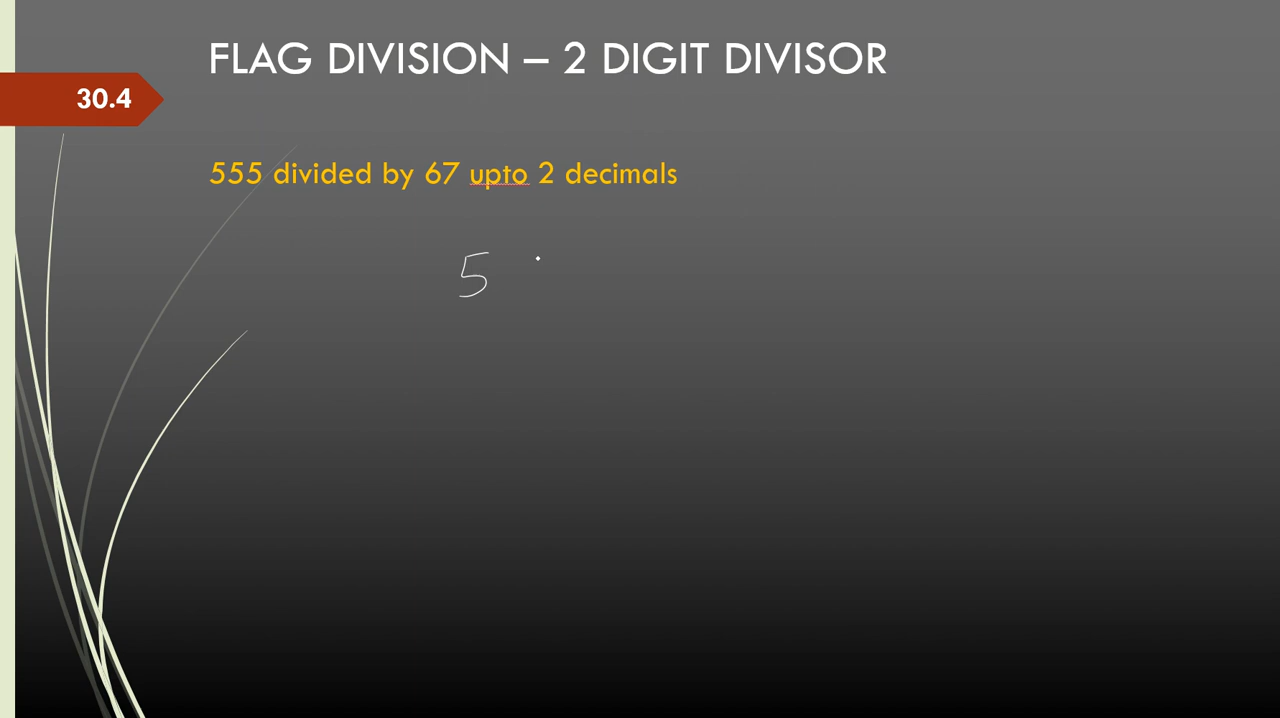 FLAG DIVISION – 2 DIGIT DIVISOR
30.4
555 divided by 67 upto 2 decimals
5